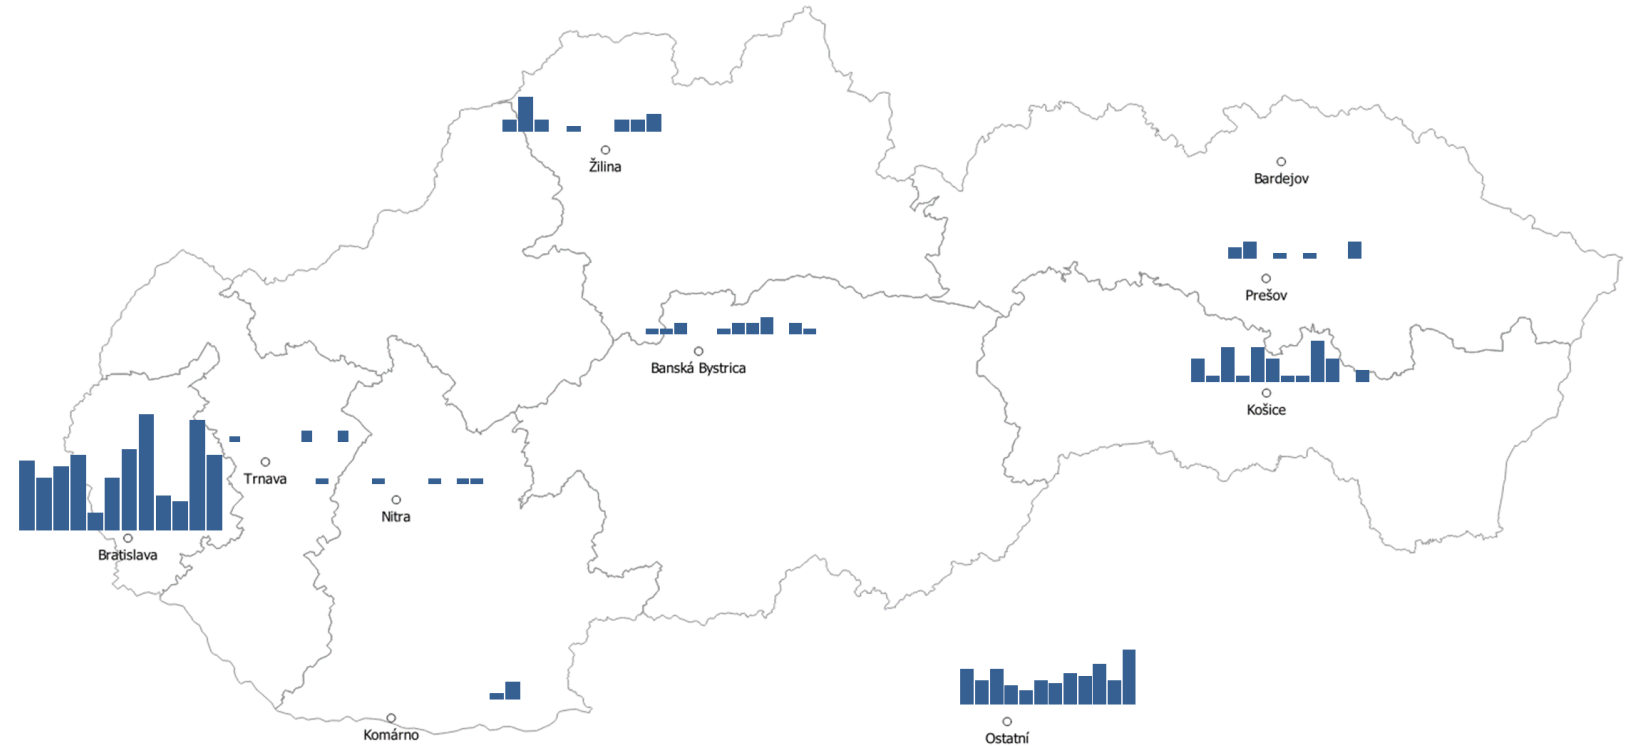 Žilina
Bardejov
Prešov
Banská Bystrica
Košice
Trnava
Nitra
Bratislava
Komárno
Ostatní